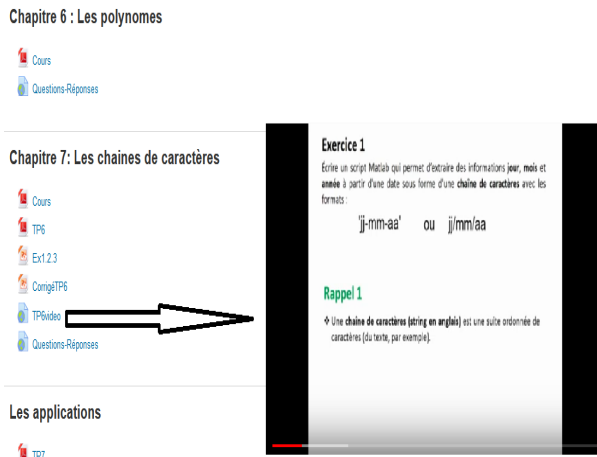 Chapitre 6 : Les polynomes
Cours
Questions-Réponses
Chapitre 7: Les chaines de caractères
Cours
TP6
Ex1.2.3
CorrigéTP6
TP6video
Questions-Réponses
Les applications
TP7
Exercice 1
Écrire un script Matlab qui permet d'extraire des informations jour, mois et
année à partir d'une date sous forme d'une chaîne de caractères avec les
formats :
'jj-mm-aa' ou jj/mm/aa
Rappel 1
❖ Une chaine de caractères (string en anglais) est une suite ordonnée de
caractères (du texte, par exemple).